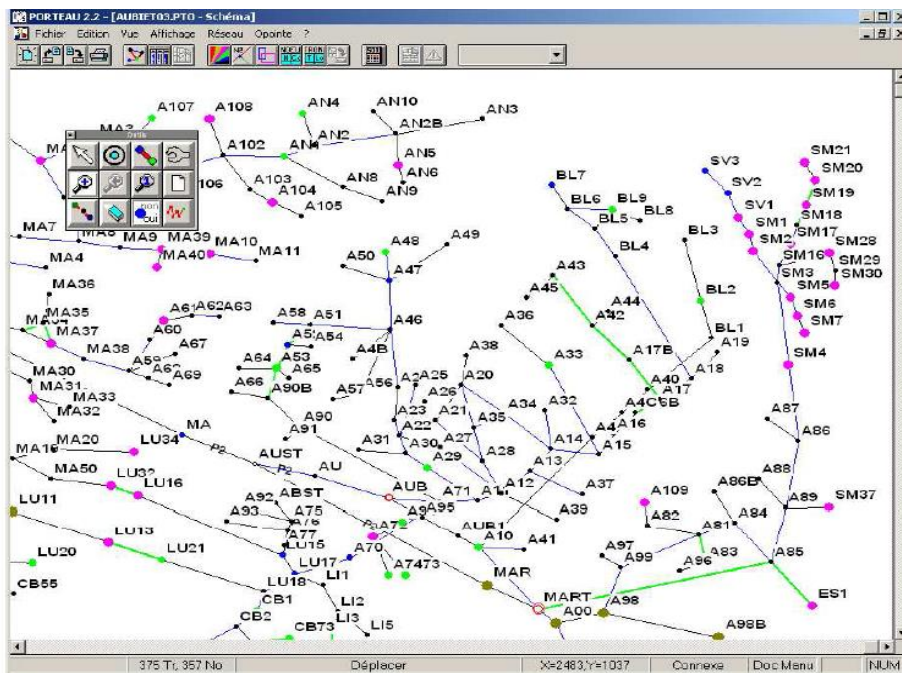 PORTEAU 2.2 - [AUBIET03.PTO - Schéma]
Fichier Edition Vue Affichage Réseau Opointe ?
A107 A108 AN4 AN10 AN3
AN2 AN2B
A102 AN5
AN8 AN6
106 A103 A104 AN9
A105
BL7 SV3 SM21
SM20
BL6 BL9 SV2 SM19
BL5 BL8 SV1 SM18
MA7 MA9 MA39 MA10 A48 A49 BL4 BL3 SM1 SM17
MA40 MA11 A50 SM2 SM28
MA4 A47 A43 SM16 SM29
SM3 SM30
MA36 A45 SM5
MA35 A62 A63 A58 A51 A46 A36 A44 BL2 SM6
MA37 A60 A54 A42 SM7
MA38 A67 A64 A53 A4B A38 A33 A17B BL1
A59 A65 A19 SM4
MA30 A69 A66 A90B A57 A56 A25 A20 A40 A18
MA33 A26 A17
MA32 A90 A23 A21 A34 A32 A16 A87
MA A91 A22 A35 A86
MA20 LU34 A31 A30 A27 A14 A15
AUST A29 A28 A13 A88
MA50 LU32 AU A12 A37 A109 A86B
LU16 AUB A71 A89 SM37
LU11 A92 ABST A95 A39 A82 A84
A93 A75 AUB1 A81
LU13 A77 A72 A10 A41 A97 A83 A85
LU15 A70 A96
LU20 LU21 LU17 A99
CB55 LU18 LI1 A7473 MAR MART A98 ES1
CB1 LI2 A00
CB2 CB73 LI3 LI5 A98B
375 Tr, 357 No Déplacer X=2483,Y=1037 Connexe Doc Menu NUM